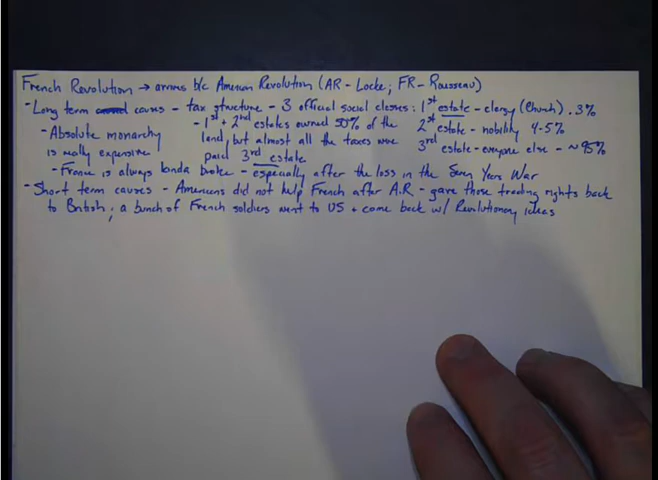 French Revolution → arrives b/c American Revolution (AR - Locke; FR - Rousseau)
- Long term causes - tax structure - 3 official social classes: 1st estate - clergy (Church) .3%
2nd estate - nobility 4-5%
3rd estate - everyone else - ~95%
- 1st + 2nd estates owned 50% of the
land, but almost all the taxes were
paid 3rd estate
- Absolute monarchy
is really expensive
- France is always kinda broke - especially after the loss in the Seven Years War
- Short term causes - Americans did not help French after A.R. - gave those trading rights back
to British; a bunch of French soldiers went to US + come back w/ Revolutionary ideas